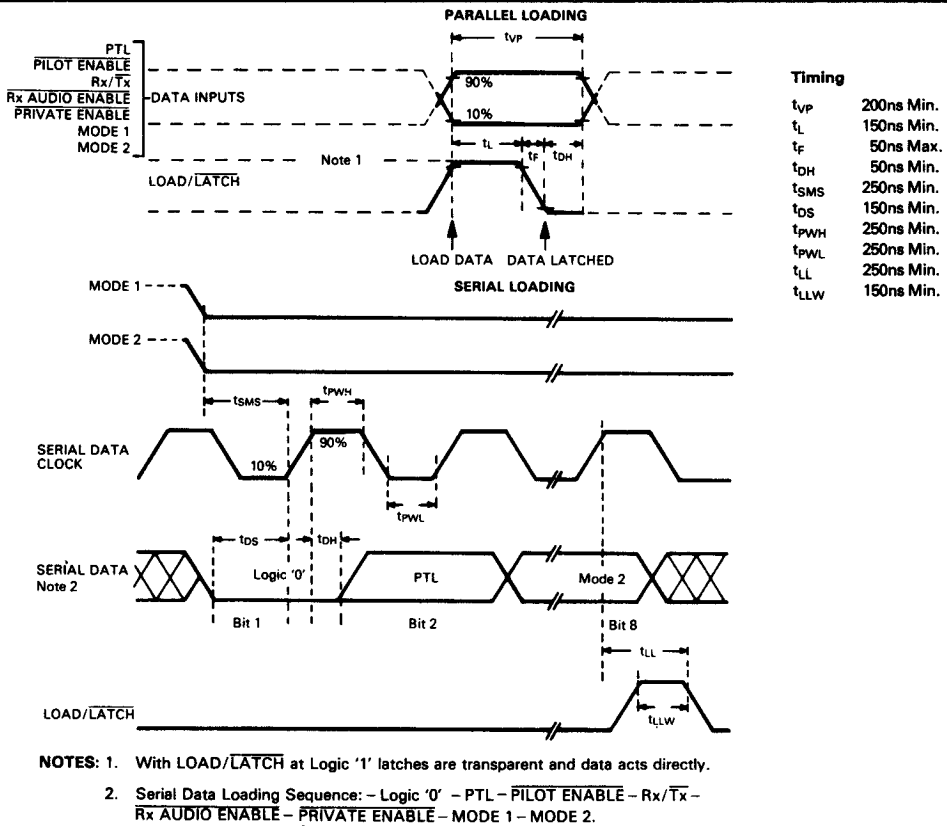 PARALLEL LOADING
tVP
PTL
PILOT ENABLE
Rx/Tx
Rx AUDIO ENABLE
PRIVATE ENABLE
MODE 1
MODE 2
DATA INPUTS
90%
10%
tL
tF
tDH
Note 1
LOAD/LATCH
LOAD DATA
DATA LATCHED
Timing
tVP 200ns Min.
tL 150ns Min.
tF 50ns Max.
tDH 50ns Min.
tSMS 250ns Min.
tDS 150ns Min.
tPWH 250ns Min.
tPWL 250ns Min.
tLL 250ns Min.
tLLW 150ns Min.
SERIAL LOADING
MODE 1
MODE 2
tSMS
tPWH
SERIAL DATA
CLOCK
10%
90%
tPWL
tDS
tDH
SERIAL DATA
Note 2
Logic '0'
PTL
Mode 2
Bit 1
Bit 2
Bit 8
tLL
LOAD/LATCH
tLLW
NOTES: 1. With LOAD/LATCH at Logic '1' latches are transparent and data acts directly.
2. Serial Data Loading Sequence: – Logic '0' – PTL – PILOT ENABLE – Rx/Tx –
Rx AUDIO ENABLE – PRIVATE ENABLE – MODE 1 – MODE 2.